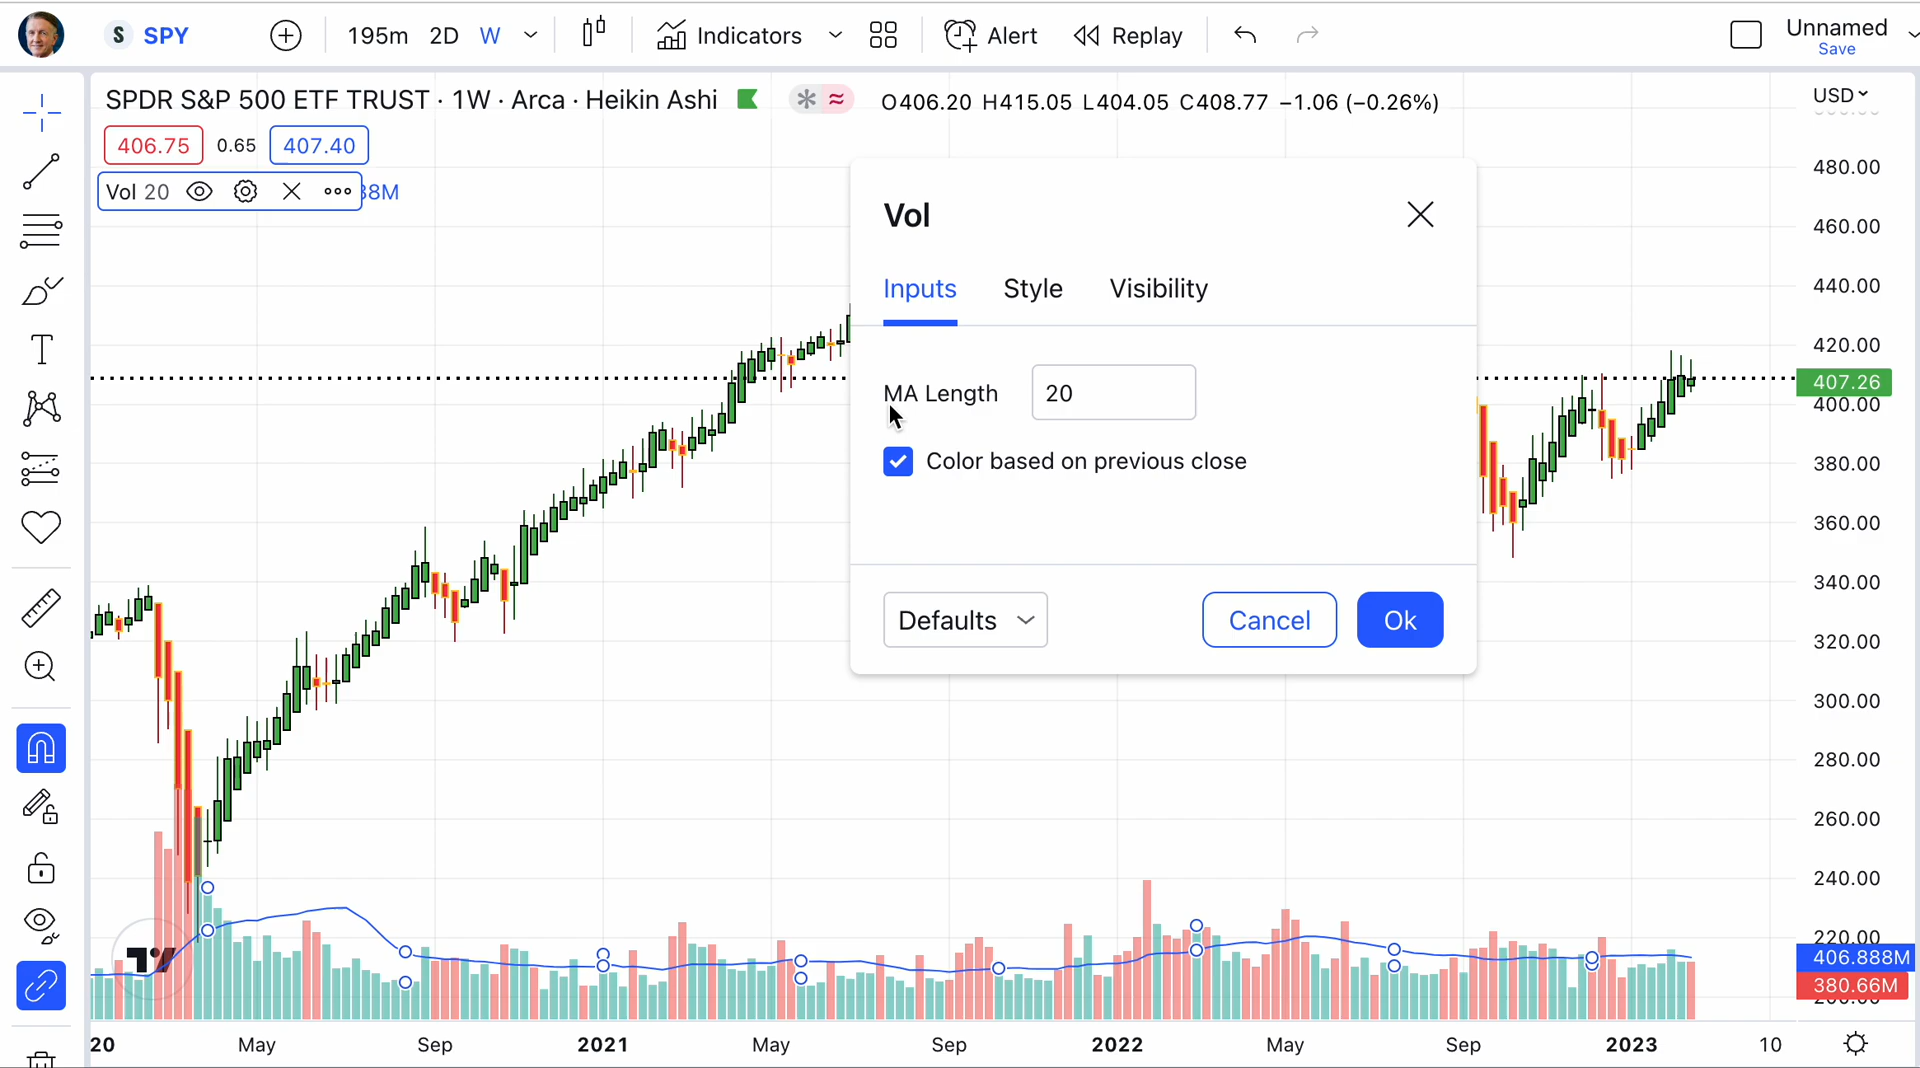 S SPY
195m 2D W Indicators Alert Replay
Unnamed
Save
SPDR S&P 500 ETF TRUST · 1W · Arca · Heikin Ashi
O406.20 H415.05 L404.05 C408.77 −1.06 (−0.26%)
USD
406.75 0.65 407.40
Vol 20 38M
480.00
460.00
440.00
420.00
407.26
400.00
380.00
360.00
340.00
320.00
300.00
280.00
260.00
240.00
220.00
406.888M
380.66M
Vol
Inputs Style Visibility
MA Length 20
Color based on previous close
Defaults Cancel Ok
20 May Sep 2021 May Sep 2022 May Sep 2023 10